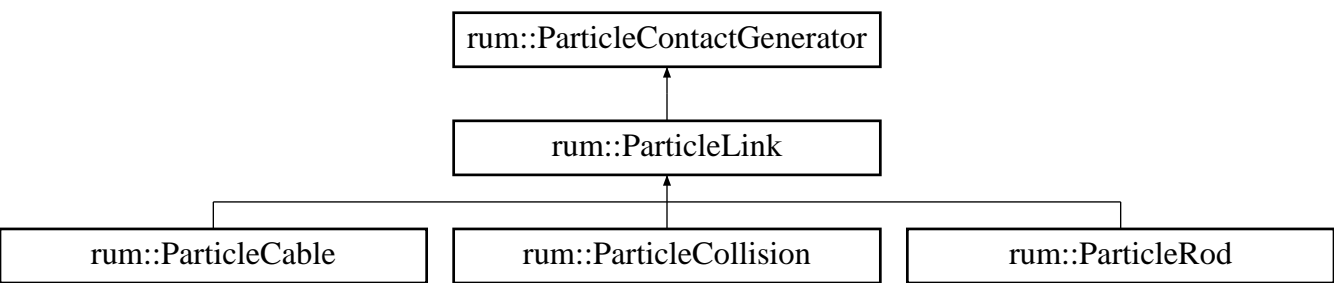 rum::ParticleContactGenerator
rum::ParticleLink
rum::ParticleCable
rum::ParticleCollision
rum::ParticleRod